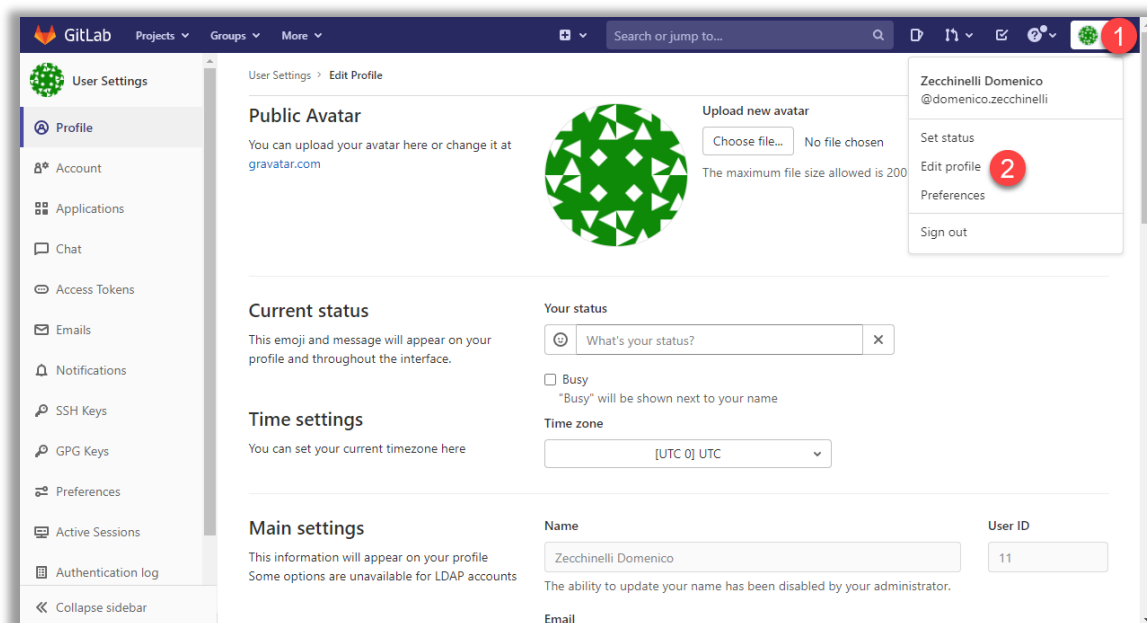 GitLab Projects Groups More Search or jump to... 1
User Settings
Profile
Account
Applications
Chat
Access Tokens
Emails
Notifications
SSH Keys
GPG Keys
Preferences
Active Sessions
Authentication log
Collapse sidebar
User Settings > Edit Profile
Public Avatar
You can upload your avatar here or change it at
gravatar.com
Upload new avatar
Choose file... No file chosen
The maximum file size allowed is 200
Zecchinelli Domenico
@domenico.zecchinelli
Set status
Edit profile 2
Preferences
Sign out
Current status
This emoji and message will appear on your
profile and throughout the interface.
Your status
What's your status?
Busy
"Busy" will be shown next to your name
Time settings
You can set your current timezone here
Time zone
[UTC 0] UTC
Main settings
This information will appear on your profile
Some options are unavailable for LDAP accounts
Name
Zecchinelli Domenico
The ability to update your name has been disabled by your administrator.
User ID
11
Email